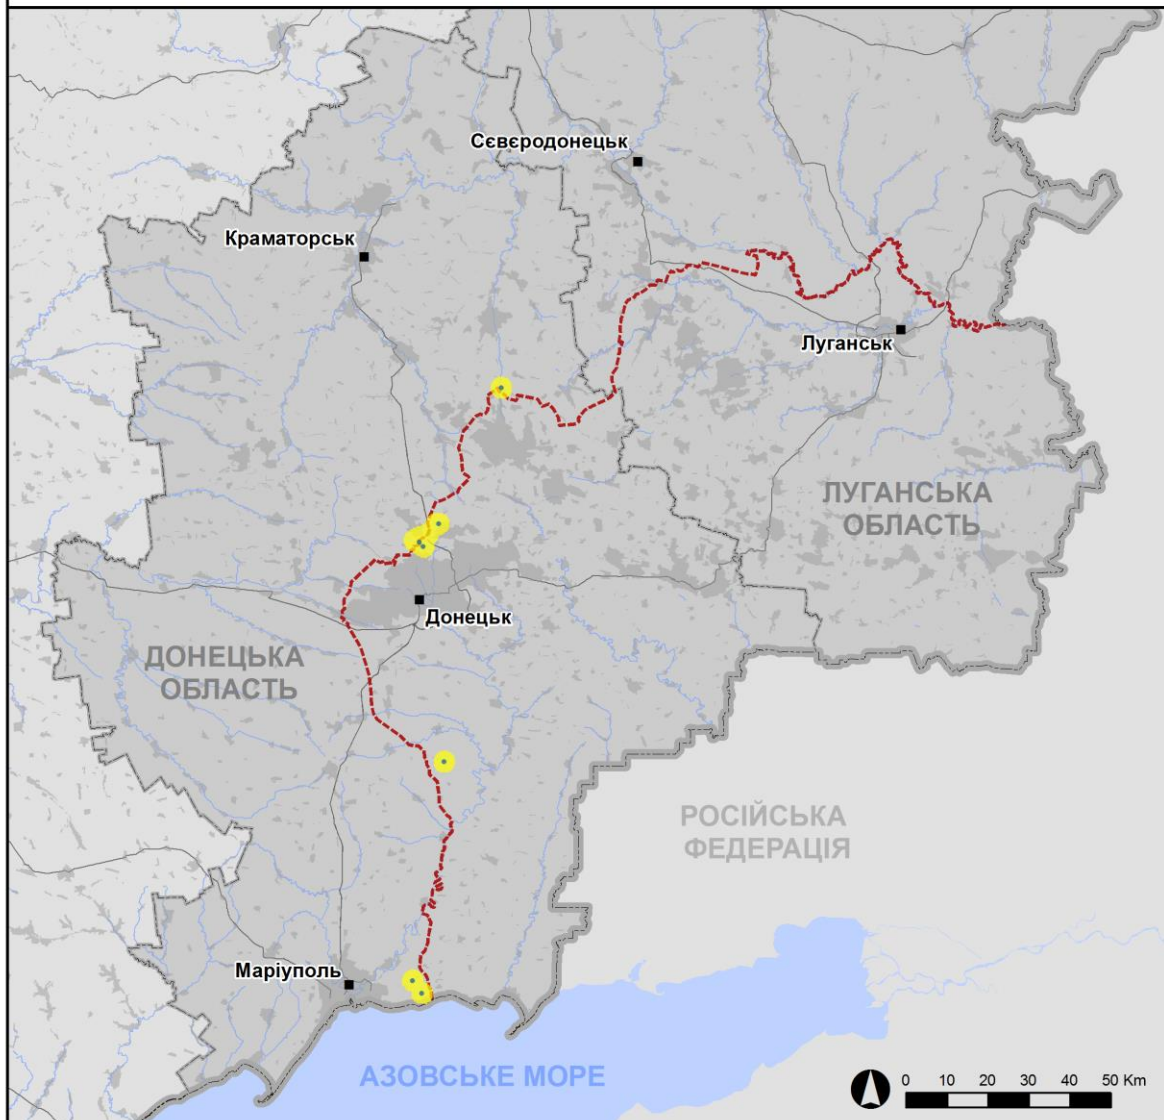 Сєвєродонецьк
Краматорськ
Луганськ
ЛУГАНСЬКА
ОБЛАСТЬ
Донецьк
ДОНЕЦЬКА
ОБЛАСТЬ
РОСІЙСЬКА
ФЕДЕРАЦІЯ
Маріуполь
АЗОВСЬКЕ МОРЕ
0 10 20 30 40 50 Km